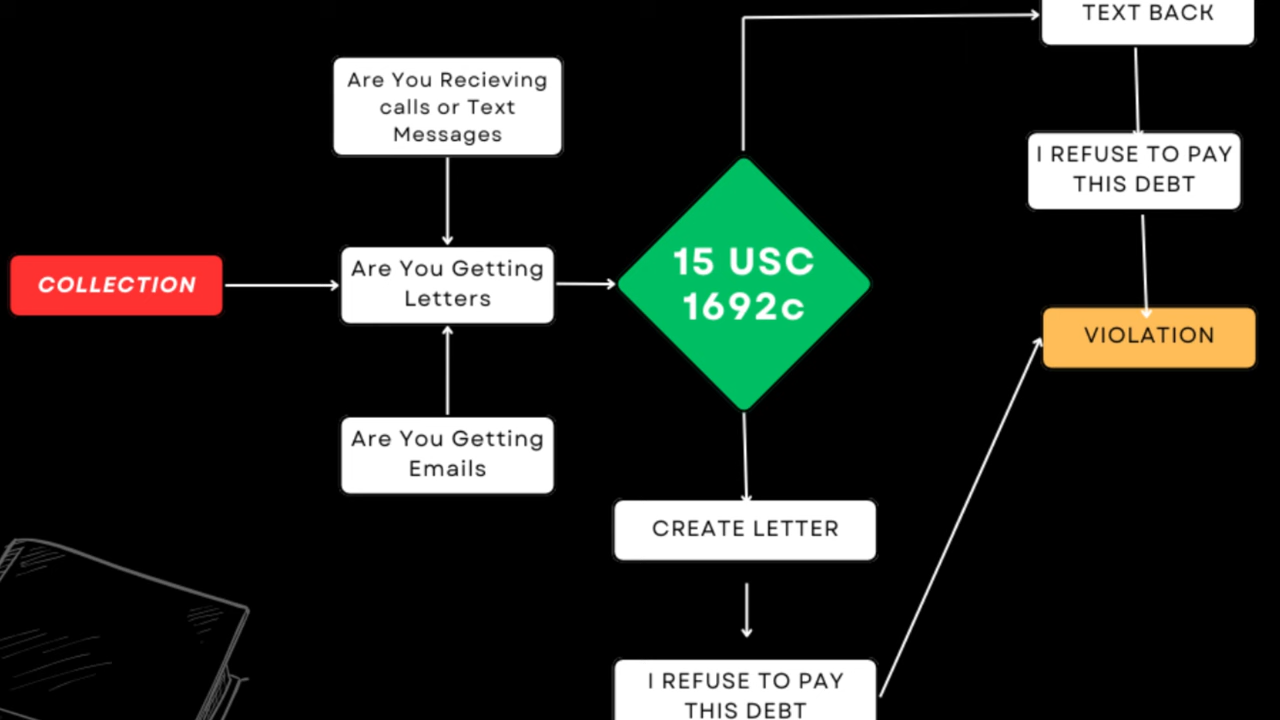 TEXT BACK
Are You Recieving
calls or Text
Messages
I REFUSE TO PAY
THIS DEBT
COLLECTION
Are You Getting
Letters
15 USC
1692c
VIOLATION
Are You Getting
Emails
CREATE LETTER
I REFUSE TO PAY
THIS DEBT